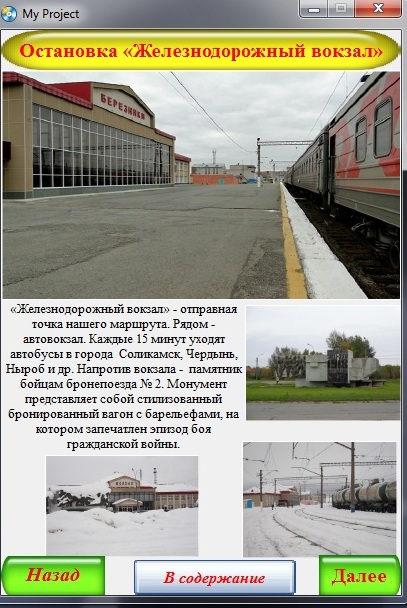 My Project
Остановка «Железнодорожный вокзал»
БЕРЕЗНИКИ
«Железнодорожный вокзал» - отправная
точка нашего маршрута. Рядом -
автовокзал. Каждые 15 минут уходят
автобусы в города Соликамск, Чердынь,
Ныроб и др. Напротив вокзала - памятник
бойцам бронепоезда № 2. Монумент
представляет собой стилизованный
бронированный вагон с барельефами, на
котором запечатлен эпизод боя
гражданской войны.
ВОКЗАЛ
Назад
В содержание
Далее